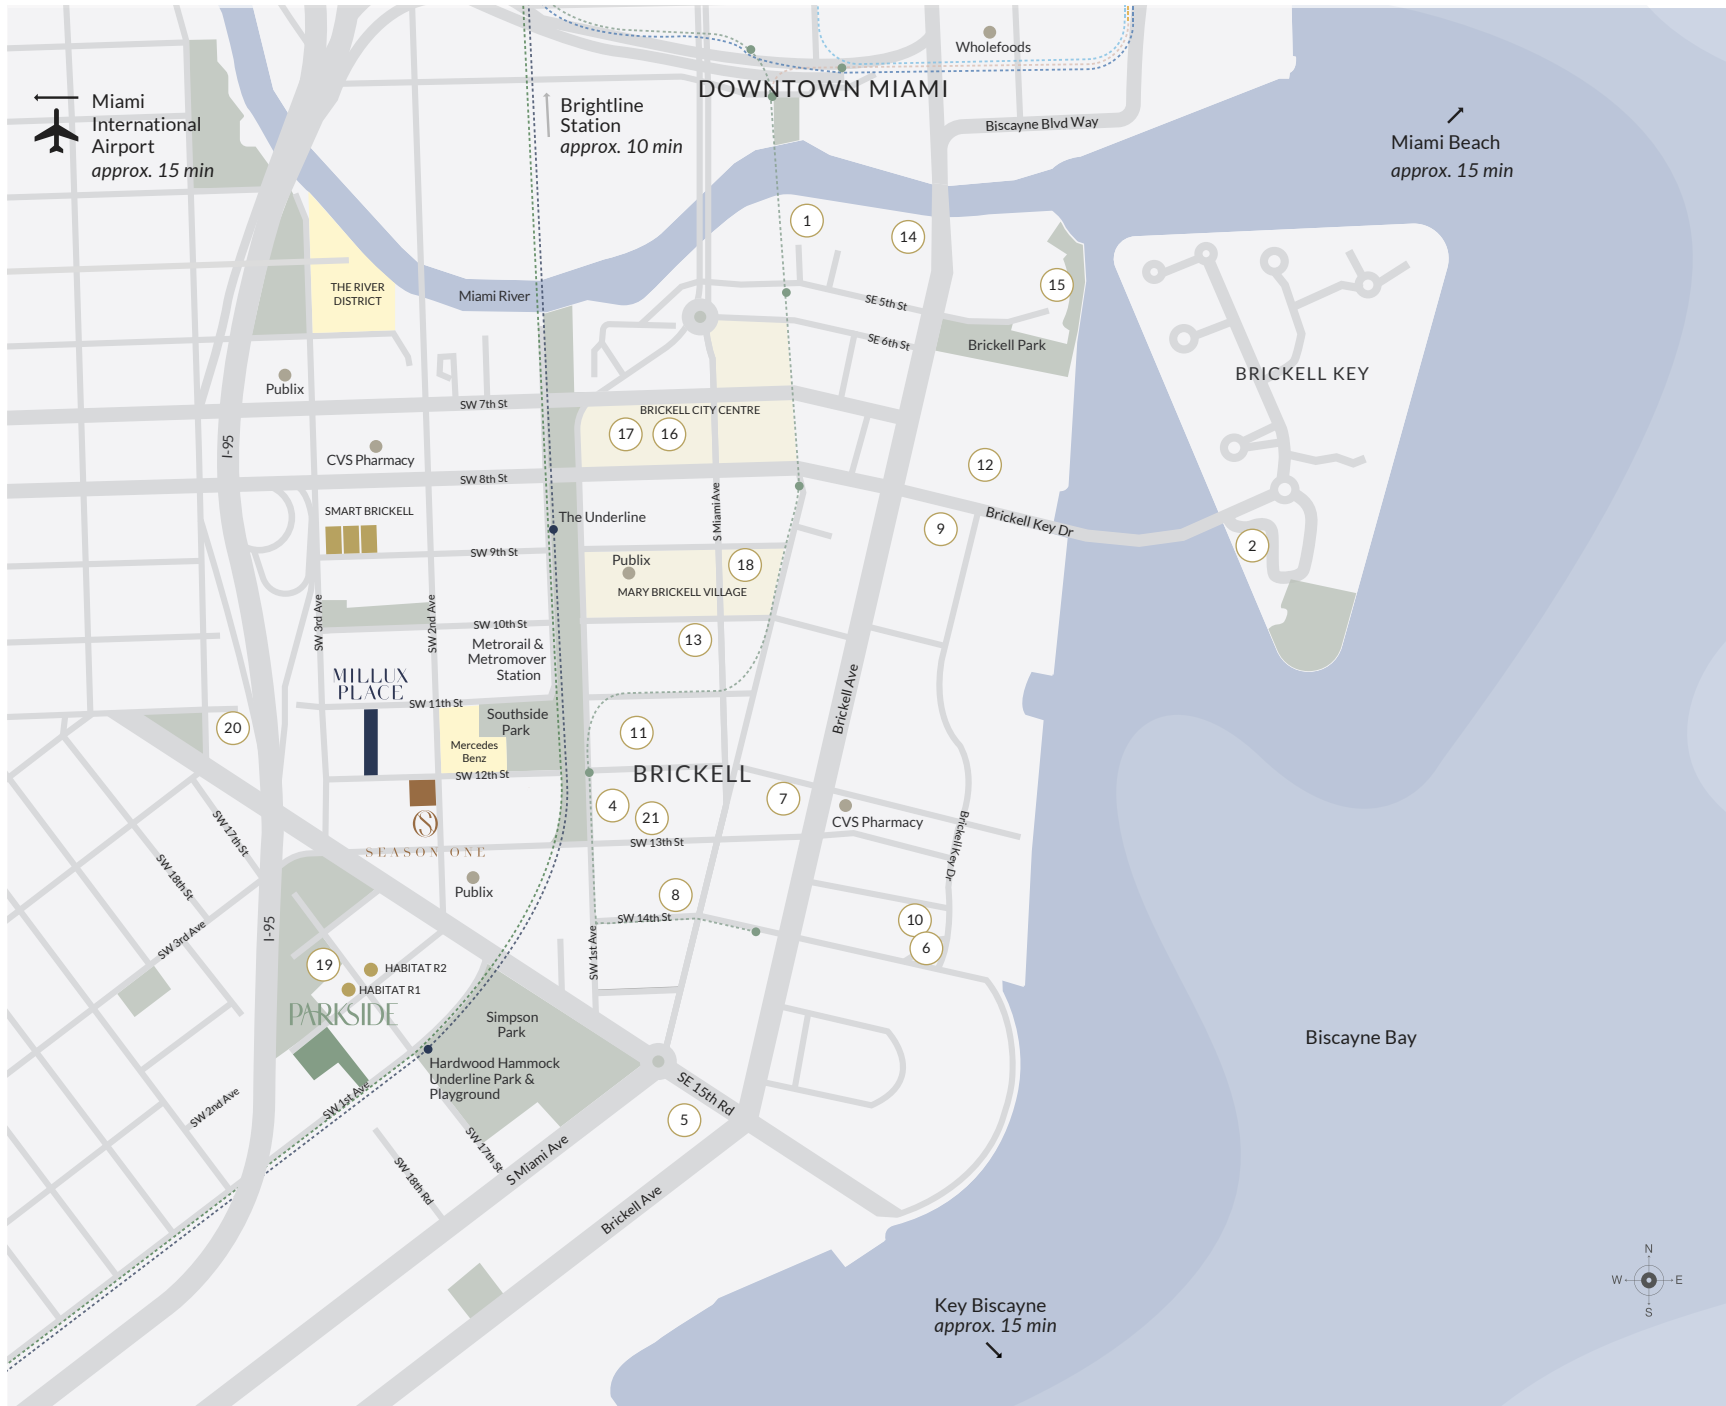 Wholefoods
DOWNTOWN MIAMI
Miami
International
Airport
approx. 15 min
Brightline
Station
approx. 10 min
Biscayne Blvd Way
Miami Beach
approx. 15 min
1
14
15
THE RIVER
DISTRICT
Miami River
SE 5th St
SE 6th St
Brickell Park
BRICKELL KEY
Publix
SW 7th St
BRICKELL CITY CENTRE
17
16
I-95
CVS Pharmacy
12
SW 8th St
SMART BRICKELL
The Underline
S Miami Ave
9
Brickell Key Dr
2
SW 9th St
Publix
18
MARY BRICKELL VILLAGE
SW 3rd Ave
SW 2nd Ave
SW 10th St
Metrorail &
Metromover
Station
13
MILLUX
PLACE
SW 11th St
Brickell Ave
20
Southside
Park
11
Mercedes
Benz
SW 12th St
BRICKELL
4
21
7
CVS Pharmacy
SW 17th St
SEASON ONE
SW 13th St
Brickell Key Dr
SW 18th St
Publix
8
SW 14th St
10
6
I-95
SW 3rd Ave
SW 1st Ave
19
HABITAT R2
HABITAT R1
PARKSIDE
Simpson
Park
Biscayne Bay
Hardwood Hammock
Underline Park &
Playground
SE 15th Rd
SW 2nd Ave
SW 1st Ave
5
SW 17th St
S Miami Ave
SW 18th Rd
Brickell Ave
N
W
E
S
Key Biscayne
approx. 15 min